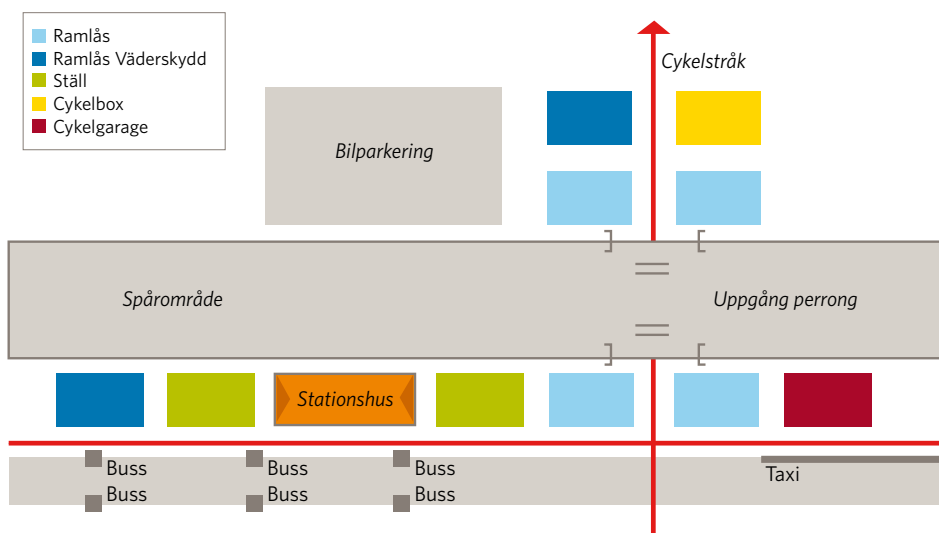 Ramlås
Ramlås Väderskydd
Ställ
Cykelbox
Cykelgarage
Cykelstråk
Bilparkering
Spårområde
Uppgång perrong
Stationshus
Buss
Buss
Buss
Taxi
Buss
Buss
Buss